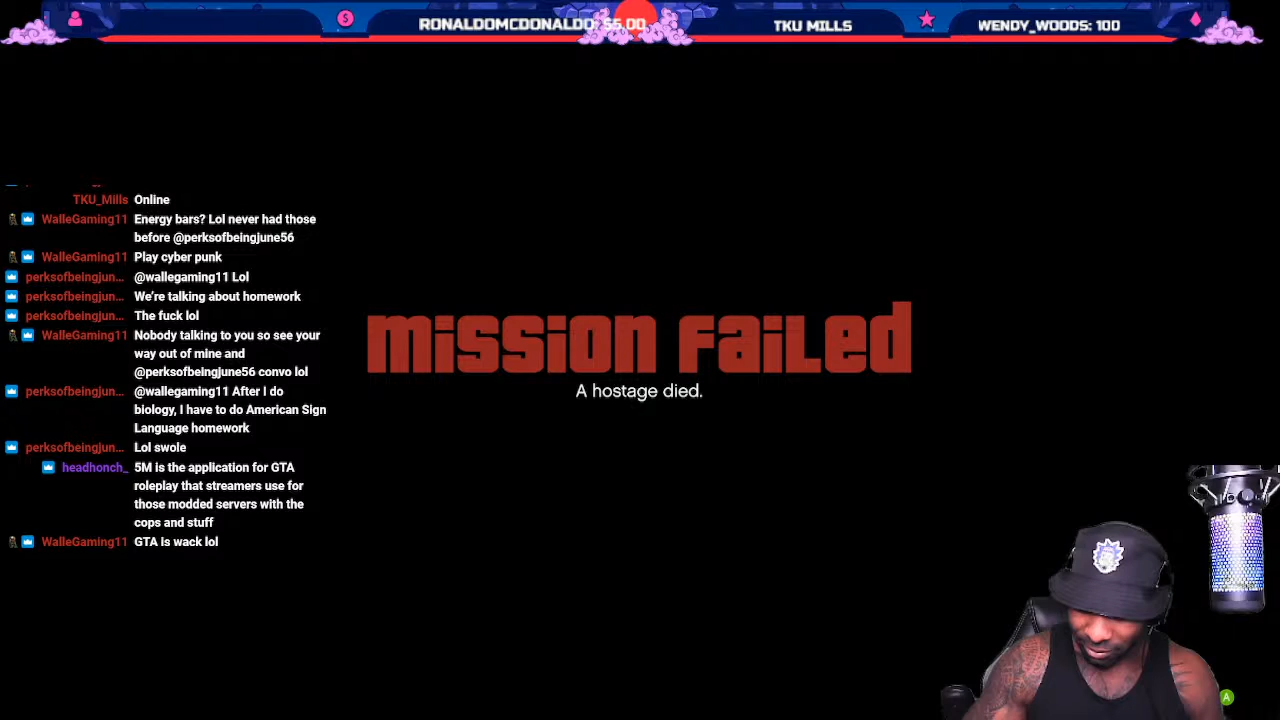 RONALDOMCDONALDO: $5.00
TKU MILLS
WENDY_WOODS: 100
TKU_Mills Online
WalleGaming11 Energy bars? Lol never had those
before @perksofbeingjune56
WalleGaming11 Play cyber punk
perksofbeingjun... @wallegaming11 Lol
perksofbeingjun... We're talking about homework
perksofbeingjun... The fuck lol
WalleGaming11 Nobody talking to you so see your
way out of mine and
@perksofbeingjune56 convo lol
perksofbeingjun... @wallegaming11 After I do
biology, I have to do American Sign
Language homework
perksofbeingjun... Lol swole
headhonch_ 5M is the application for GTA
roleplay that streamers use for
those modded servers with the
cops and stuff
WalleGaming11 GTA is wack lol
mission failed
A hostage died.
A